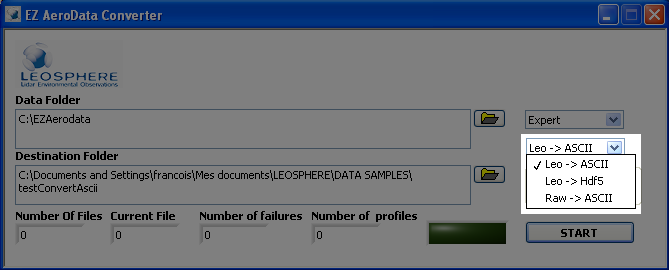 EZ AeroData Converter
LEOSPHERE
Lidar Environmental Observations
Data Folder
C:\EZAerodata
Expert
Leo -> ASCII
Leo -> ASCII
Leo -> Hdf5
Raw -> ASCII
Destination Folder
C:\Documents and Settings\francois\Mes documents\LEOSPHERE\DATA SAMPLES\
testConvertAscii
Number Of Files Current File Number of failures Number of profiles
0 0 0 0
START